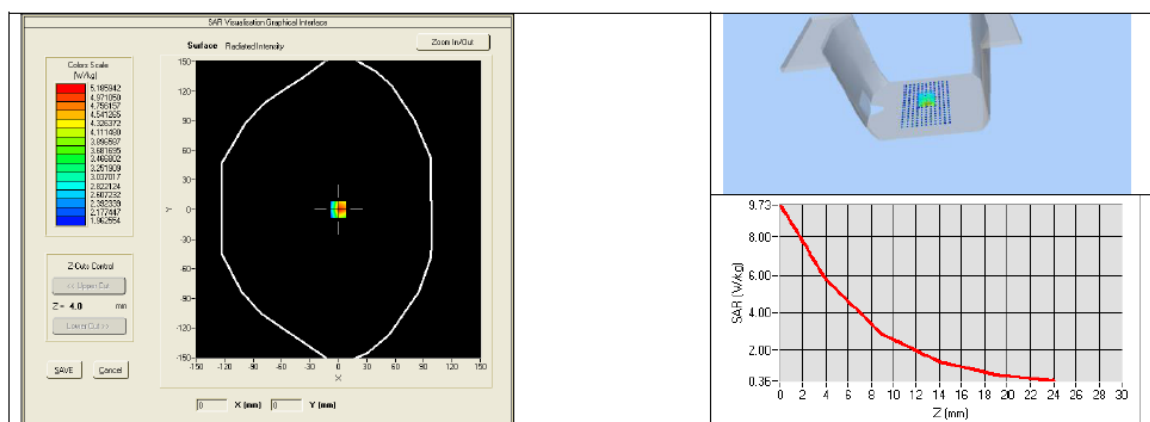 SAR Visualisation Graphical Interface
Surface Radiated Intensity
Zoom In/Out
Colors Scale
(W/kg)
5.185942
4.971050
4.756157
4.541265
4.326372
4.111480
3.896587
3.681695
3.466802
3.251909
3.037017
2.822124
2.607232
2.392339
2.177447
1.962554
Z-Cuts Control
<< Upper Cut
Z = 4.0 mm
Lower Cut >>
SAVE Cancel
150
120
90
60
30
0
-30
-60
-90
-120
-150
Y
-150 -120 -90 -60 -30 0 30 60 90 120 150
X
0 X (mm) 0 Y (mm)
9.73
8.00
6.00
4.00
2.00
0.36
SAR (W/kg)
0 2 4 6 8 10 12 14 16 18 20 22 24 26 28 30
Z (mm)